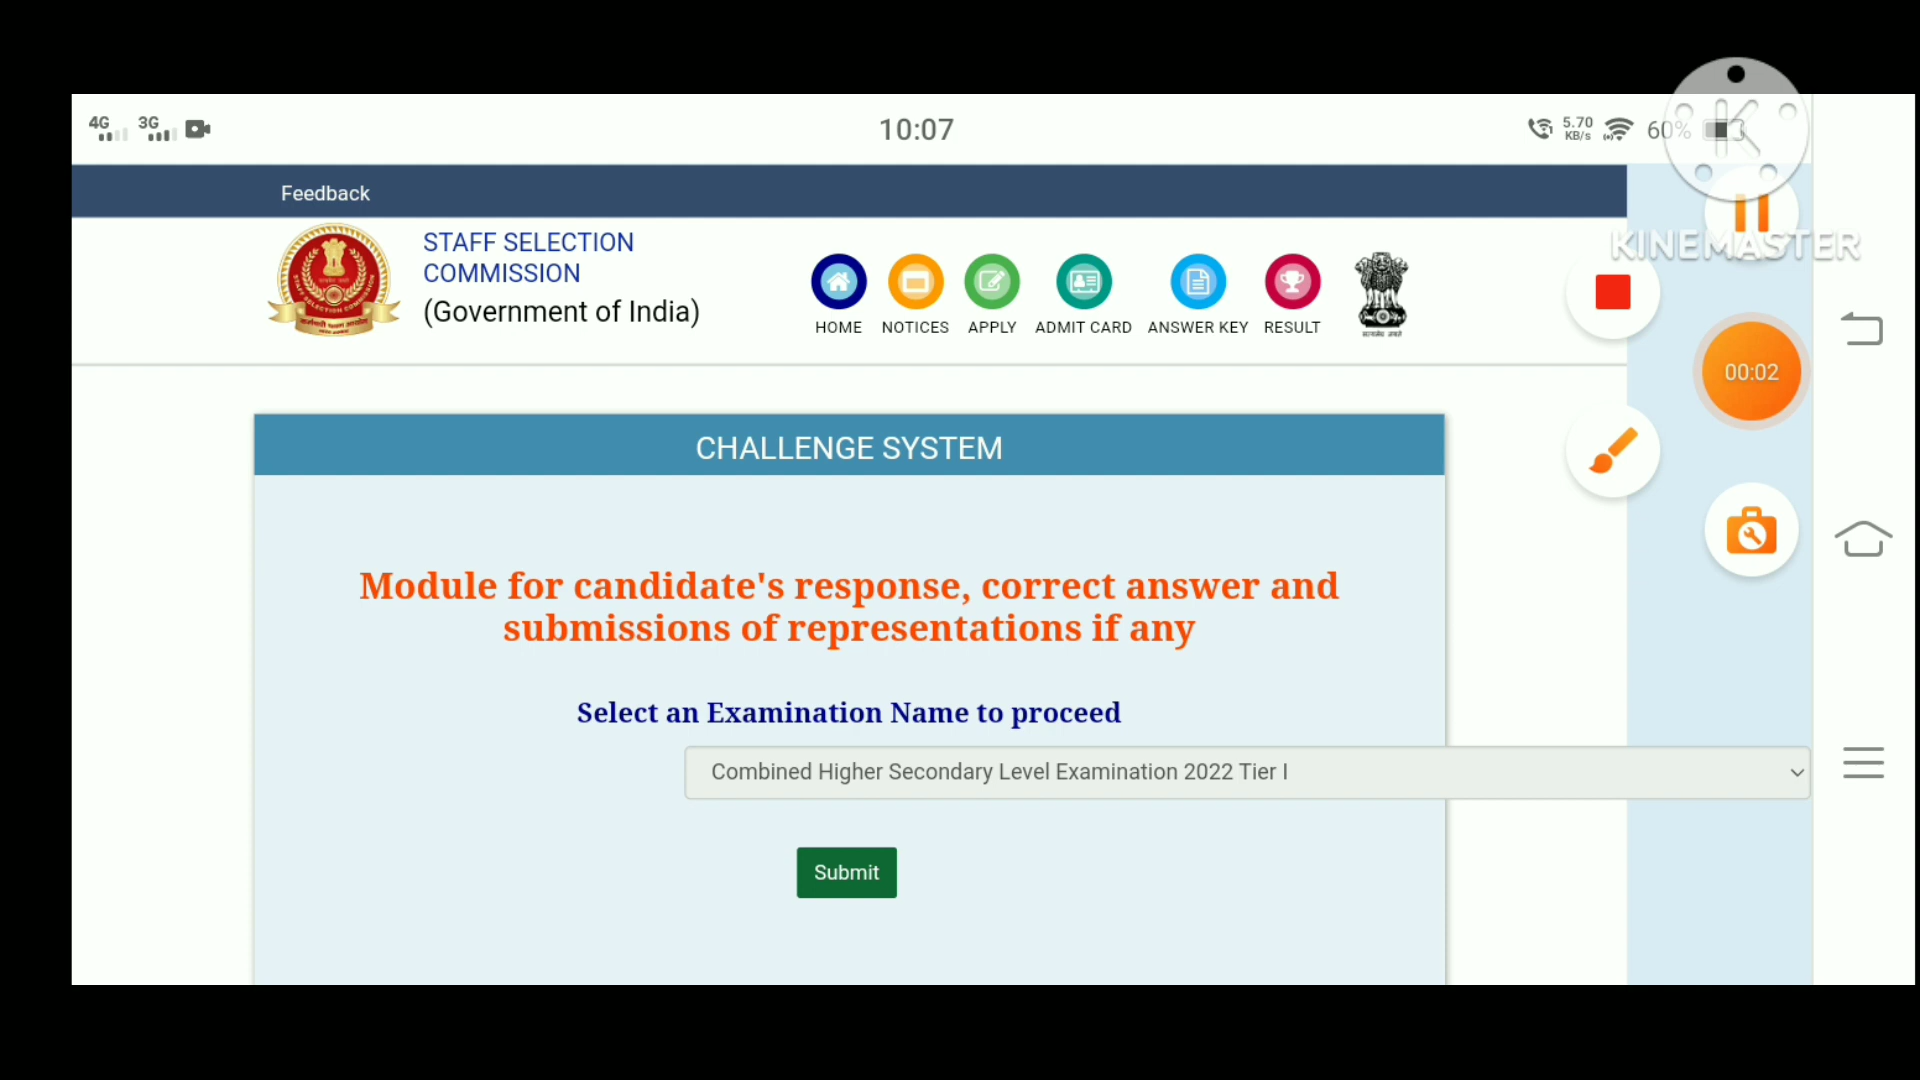 4G 3G 10:07 5.70 KB/s 60%
KINEMASTER
Feedback
STAFF SELECTION
COMMISSION
(Government of India)
HOME NOTICES APPLY ADMIT CARD ANSWER KEY RESULT
00:02
CHALLENGE SYSTEM
Module for candidate's response, correct answer and
submissions of representations if any
Select an Examination Name to proceed
Combined Higher Secondary Level Examination 2022 Tier I
Submit